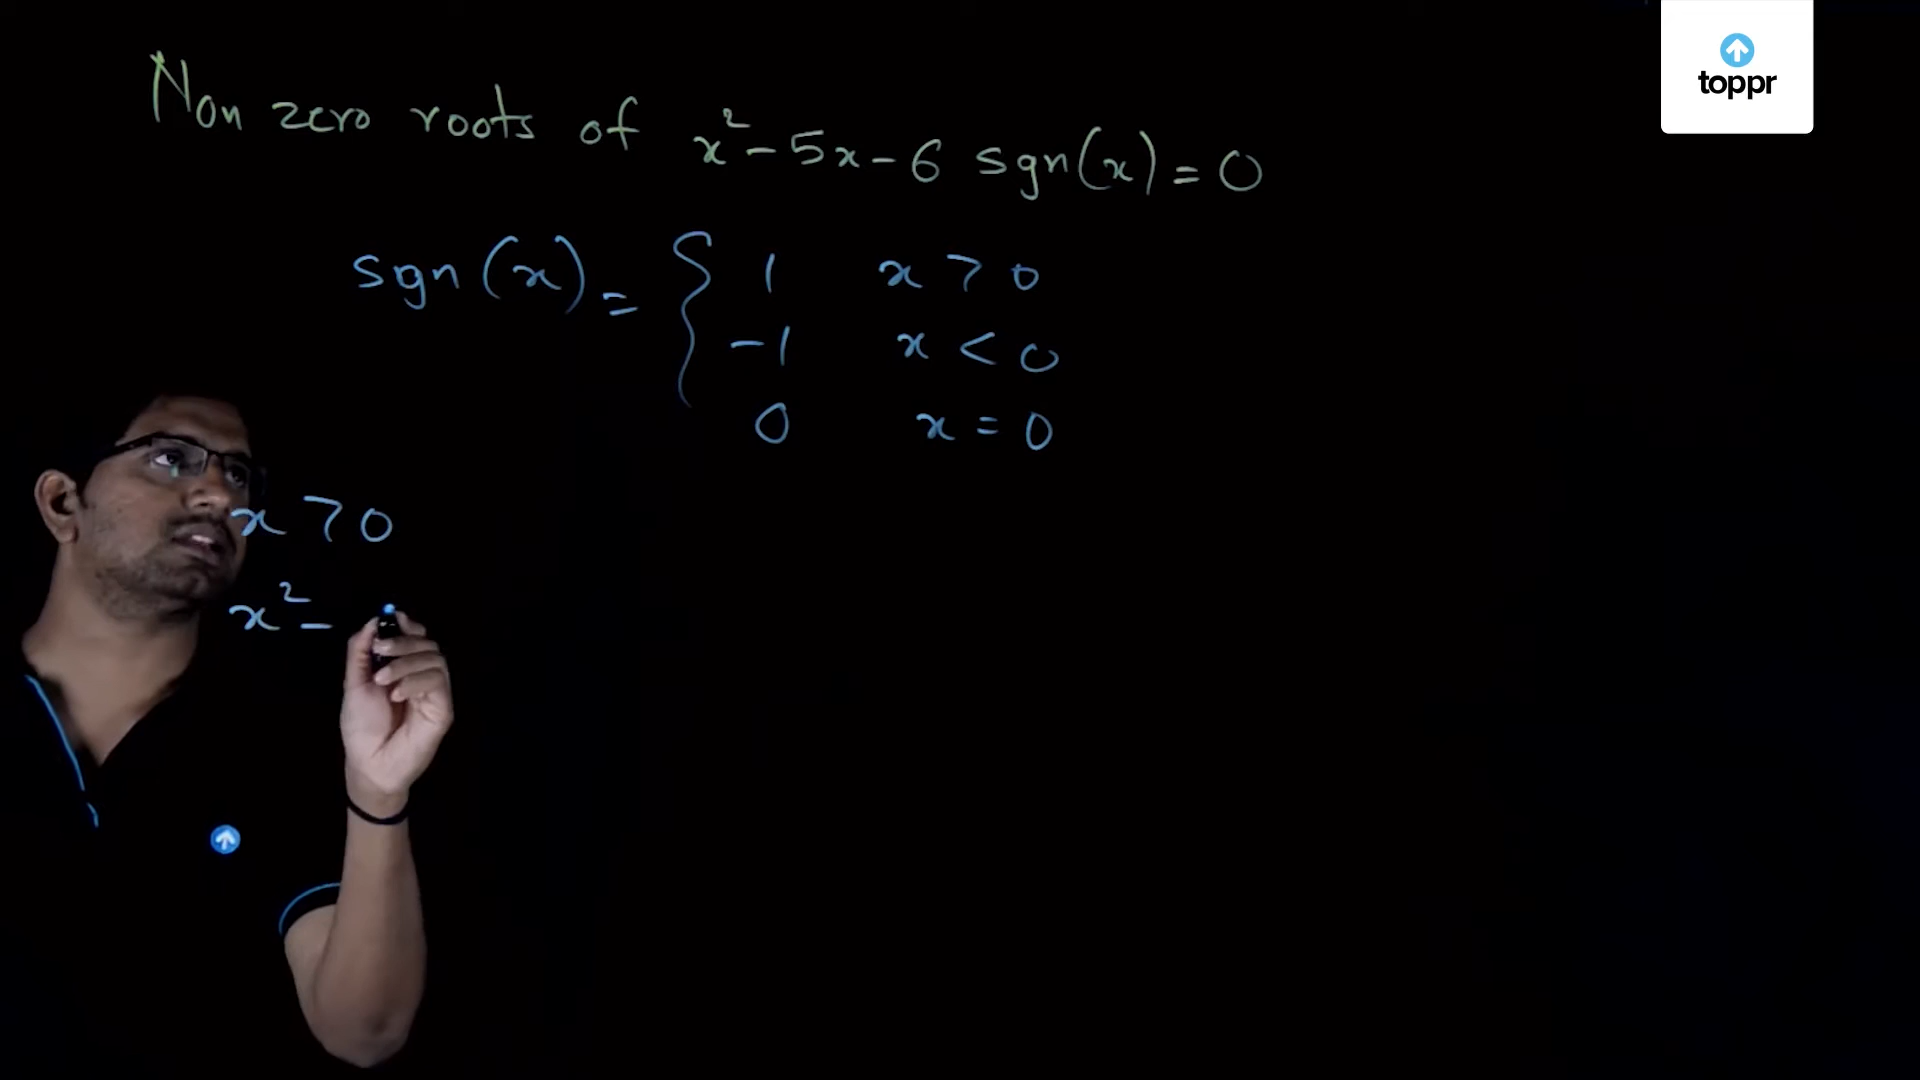 toppr
Non zero roots of x² - 5x - 6 sgn(x) = 0
sgn(x) = { 1 x > 0
-1 x < 0
0 x = 0
x > 0
x² -